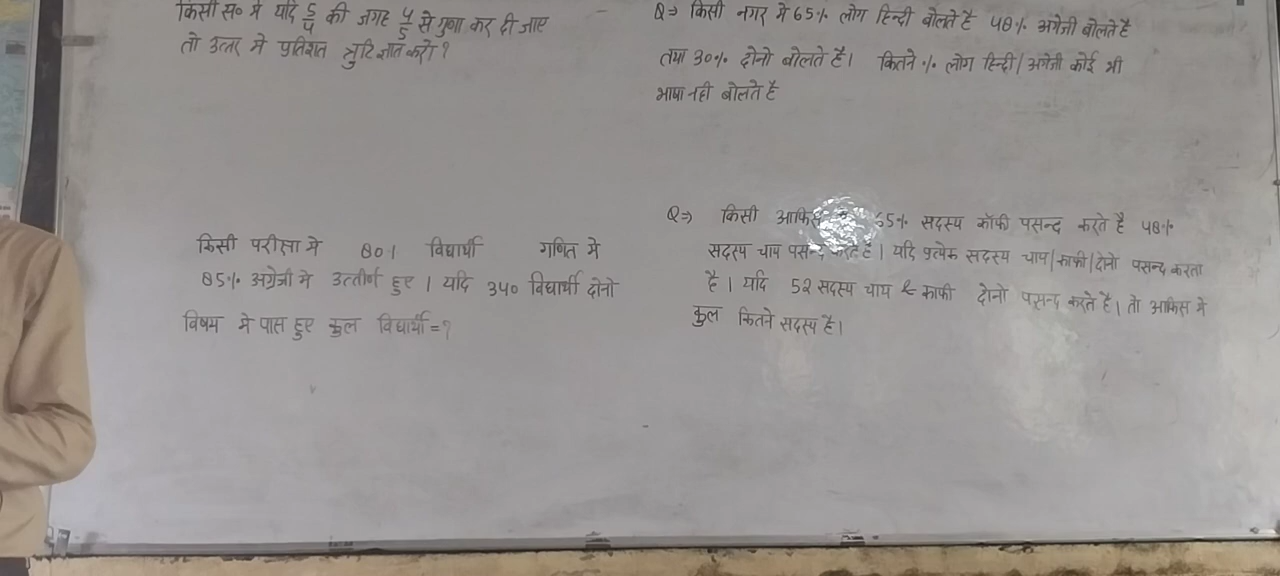 किसी सं० में यदि 5/4 की जगह 4/5 से गुणा कर दी जाए
तो उत्तर मे प्रतिशत त्रुटि ज्ञात करो?
किसी परीक्षा मे 80% विद्यार्थी गणित मे
85% अंग्रेजी मे उत्तीर्ण हुए । यदि 340 विद्यार्थी दोनो
विषय मे पास हुए कुल विद्यार्थी =?
Q⇒ किसी नगर मे 65% लोग हिन्दी बोलते है 48% अंग्रेजी बोलते है
तथा 30% दोनो बोलते है। कितने % लोग हिन्दी/अंग्रेजी कोई भी
भाषा नही बोलते है
Q⇒ किसी आफिस 65% सदस्य कॉफी पसन्द करते है 48%
सदस्य चाय पसन्द करते है। यदि प्रत्येक सदस्य चाय/काफी/दोनो पसन्द करता
है। यदि 52 सदस्य चाय & काफी दोनो पसन्द करते है। तो आफिस मे
कुल कितने सदस्य है।